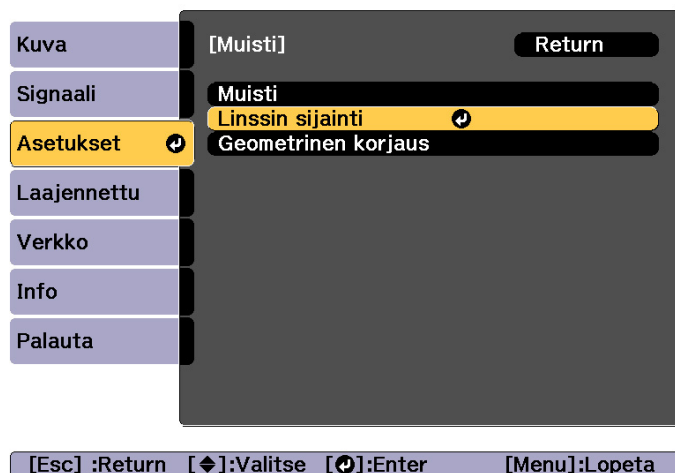 Kuva
Signaali
Asetukset
Laajennettu
Verkko
Info
Palauta
[Muisti] Return
Muisti
Linssin sijainti
Geometrinen korjaus
[Esc] :Return [◆]:Valitse [↵]:Enter [Menu]:Lopeta